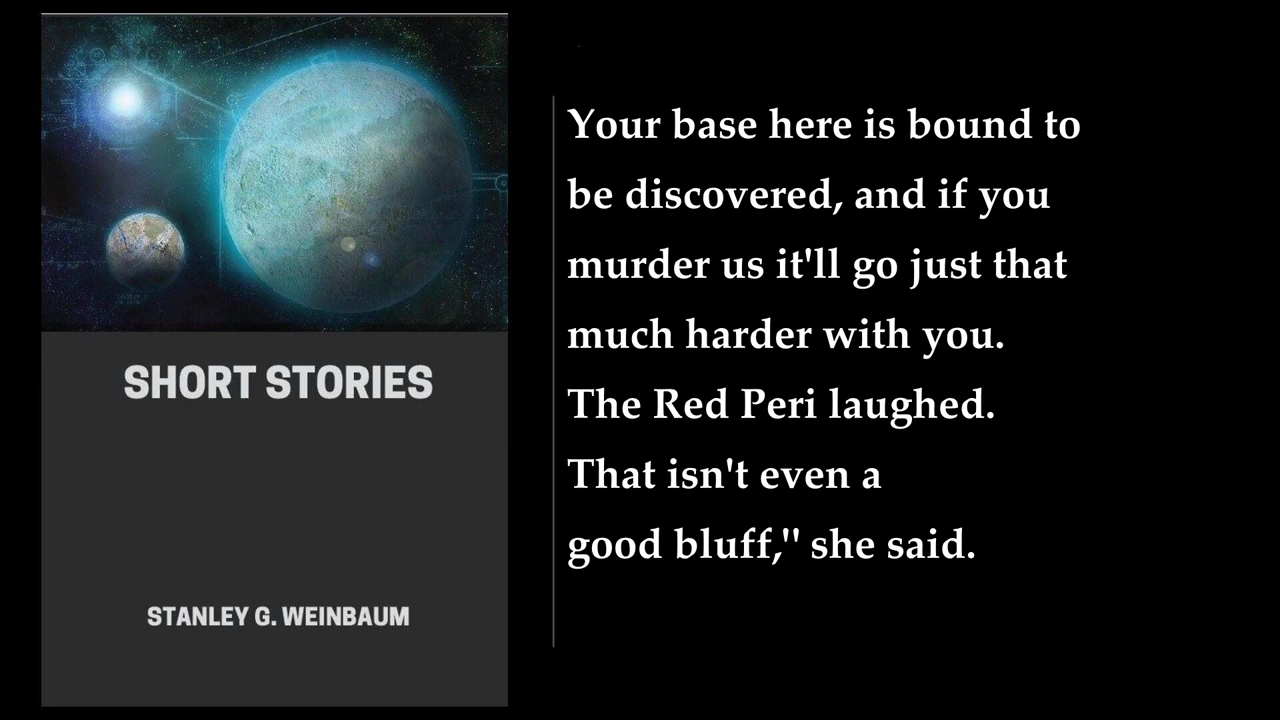 SHORT STORIES
STANLEY G. WEINBAUM
Your base here is bound to
be discovered, and if you
murder us it'll go just that
much harder with you.
The Red Peri laughed.
That isn't even a
good bluff," she said.